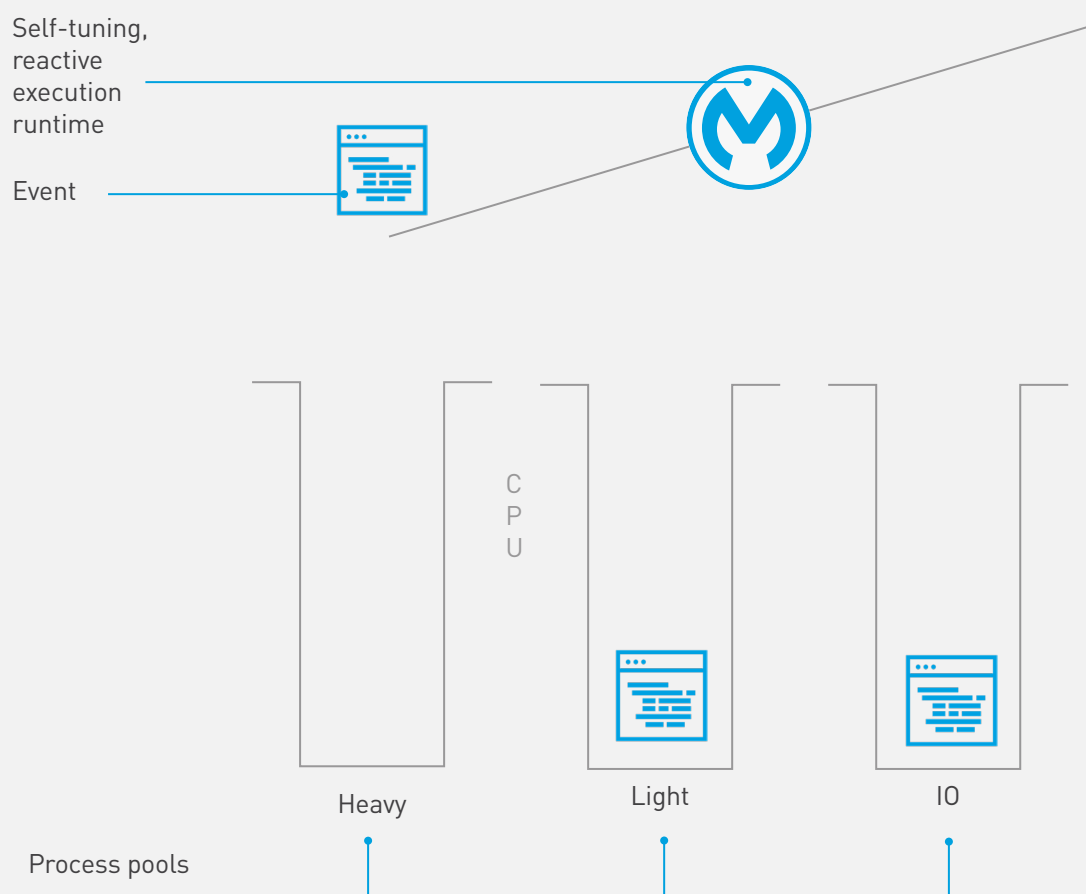 Self-tuning,
reactive
execution
runtime
Event
C
P
U
Heavy
Light
IO
Process pools